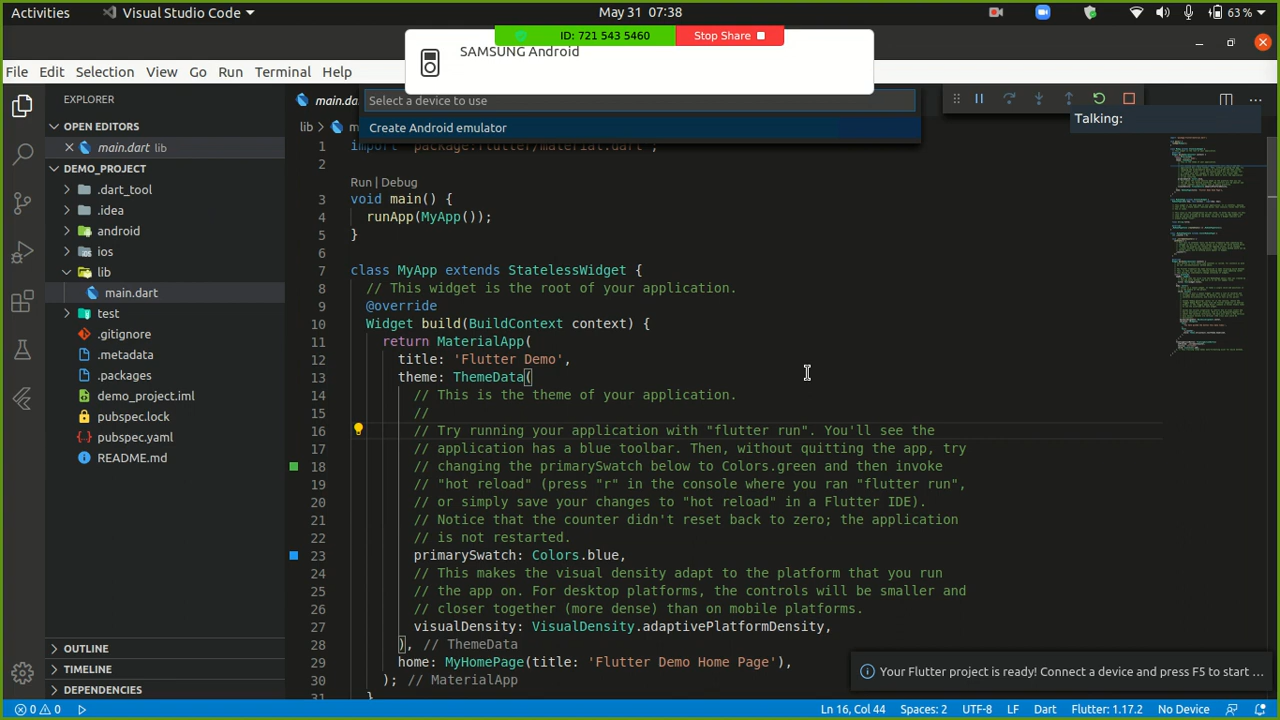 Activities
Visual Studio Code
May 31 07:38
63 %
ID: 721 543 5460
Stop Share
SAMSUNG Android
File Edit Selection View Go Run Terminal Help
Select a device to use
Create Android emulator
Talking:
EXPLORER
OPEN EDITORS
main.dart lib
DEMO_PROJECT
.dart_tool
.idea
android
ios
lib
main.dart
test
.gitignore
.metadata
.packages
demo_project.iml
pubspec.lock
pubspec.yaml
README.md
OUTLINE
TIMELINE
DEPENDENCIES
main.da
lib > m
1 import 'package:flutter/material.dart';
2
Run | Debug
3 void main() {
4 runApp(MyApp());
5 }
6
7 class MyApp extends StatelessWidget {
8 // This widget is the root of your application.
9 @override
10 Widget build(BuildContext context) {
11 return MaterialApp(
12 title: 'Flutter Demo',
13 theme: ThemeData(
14 // This is the theme of your application.
15 //
16 // Try running your application with "flutter run". You'll see the
17 // application has a blue toolbar. Then, without quitting the app, try
18 // changing the primarySwatch below to Colors.green and then invoke
19 // "hot reload" (press "r" in the console where you ran "flutter run",
20 // or simply save your changes to "hot reload" in a Flutter IDE).
21 // Notice that the counter didn't reset back to zero; the application
22 // is not restarted.
23 primarySwatch: Colors.blue,
24 // This makes the visual density adapt to the platform that you run
25 // the app on. For desktop platforms, the controls will be smaller and
26 // closer together (more dense) than on mobile platforms.
27 visualDensity: VisualDensity.adaptivePlatformDensity,
28 ), // ThemeData
29 home: MyHomePage(title: 'Flutter Demo Home Page'),
30 ); // MaterialApp
31 }
Your Flutter project is ready! Connect a device and press F5 to start ...
0 0
Ln 16, Col 44 Spaces: 2 UTF-8 LF Dart Flutter: 1.17.2 No Device